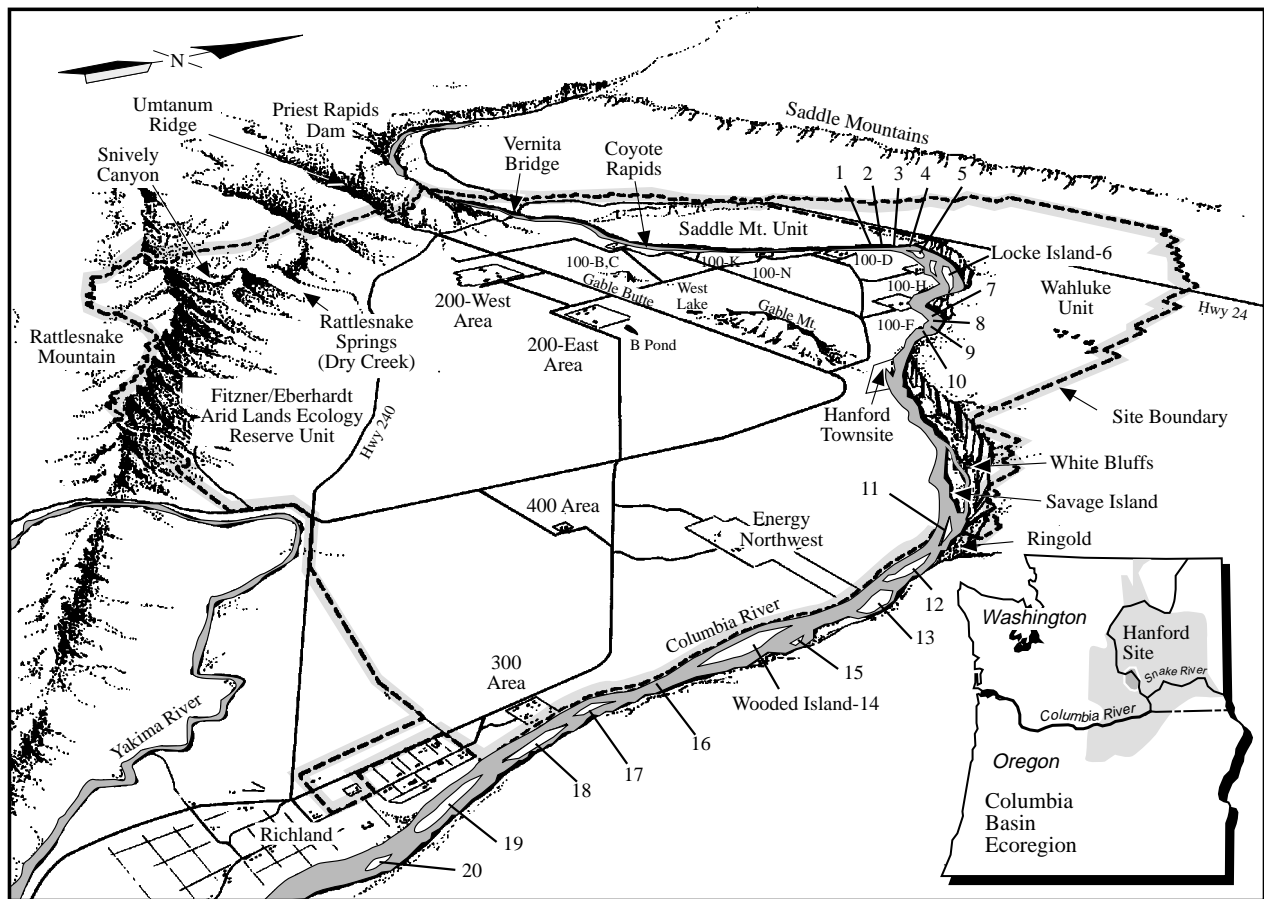 N
Umtanum
Ridge
Priest Rapids
Dam
Snively
Canyon
Vernita
Bridge
Coyote
Rapids
Saddle Mountains
1
2
3
4
5
Saddle Mt. Unit
Locke Island-6
100-B,C
100-K
100-N
100-D
100-H
7
Wahluke
Unit
Hwy 24
200-West
Area
Gable Butte
West
Lake
Gable Mt.
100-F
8
9
10
Rattlesnake
Mountain
Rattlesnake
Springs
(Dry Creek)
200-East
Area
B Pond
Fitzner/Eberhardt
Arid Lands Ecology
Reserve Unit
Hwy 240
Hanford
Townsite
Site Boundary
White Bluffs
Savage Island
11
400 Area
Energy
Northwest
Ringold
12
13
Columbia River
15
Wooded Island-14
16
300
Area
17
18
Yakima River
Richland
19
20
Washington
Hanford
Site
Snake River
Columbia River
Oregon
Columbia
Basin
Ecoregion